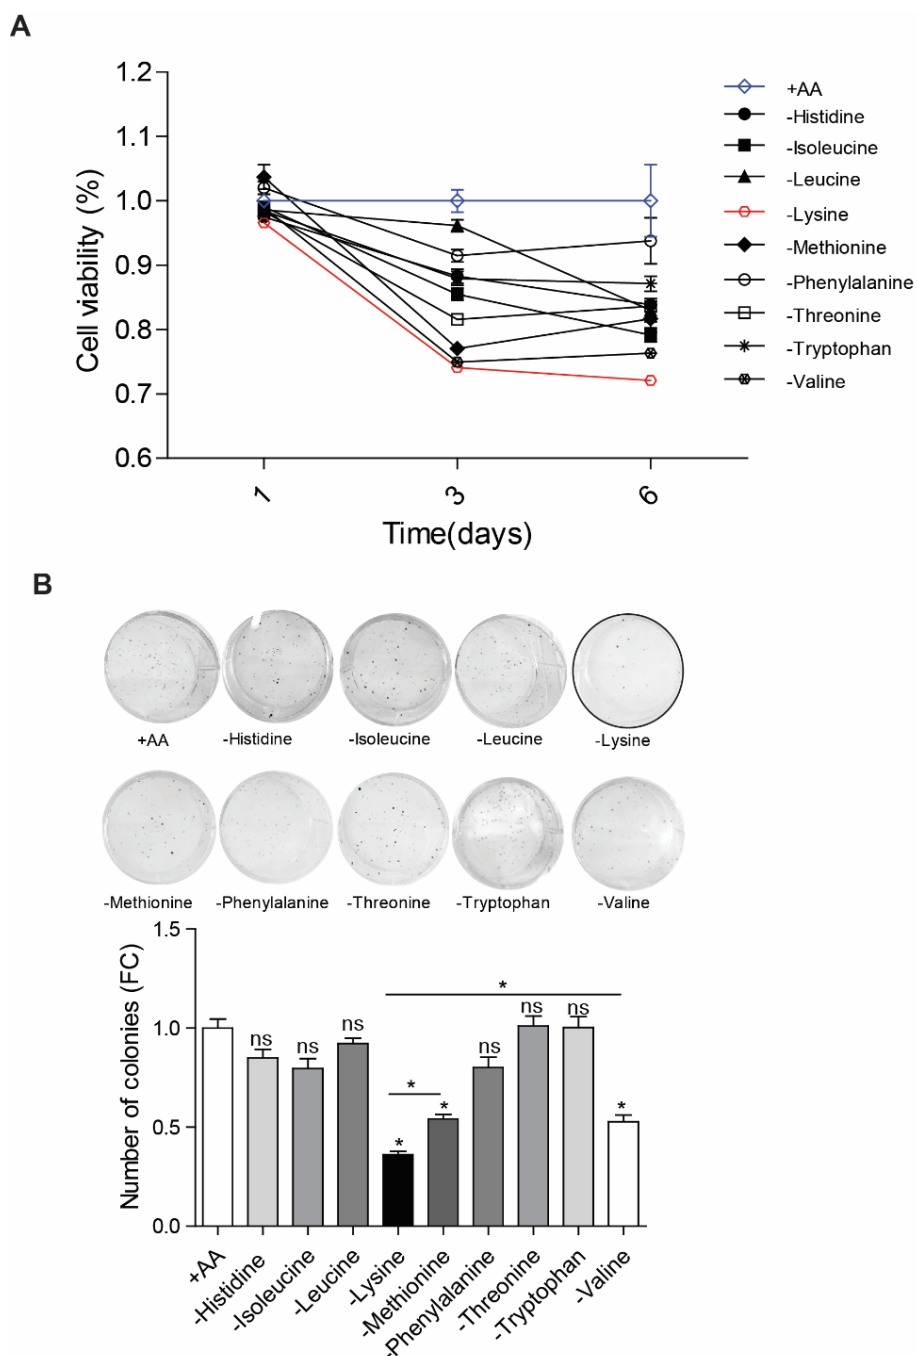 A
Cell viability (%)
1.2
1.1
1.0
0.9
0.8
0.7
0.6
1
3
6
Time(days)
+AA
-Histidine
-Isoleucine
-Leucine
-Lysine
-Methionine
-Phenylalanine
-Threonine
-Tryptophan
-Valine
B
+AA
-Histidine
-Isoleucine
-Leucine
-Lysine
-Methionine
-Phenylalanine
-Threonine
-Tryptophan
-Valine
Number of colonies (FC)
1.5
1.0
0.5
0.0
*
ns
ns
ns
*
*
*
ns
ns
ns
*
+AA
-Histidine
-Isoleucine
-Leucine
-Lysine
-Methionine
-Phenylalanine
-Threonine
-Tryptophan
-Valine